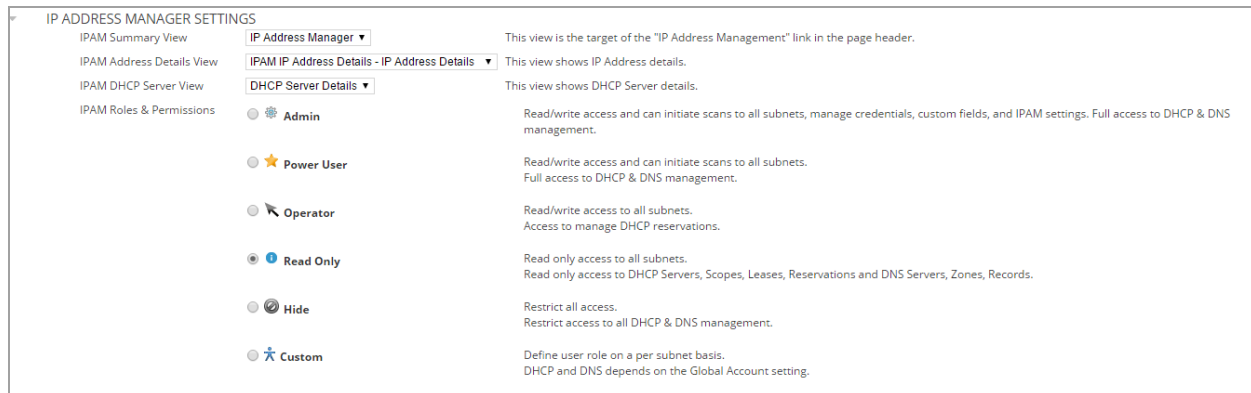 IP ADDRESS MANAGER SETTINGS
IPAM Summary View IP Address Manager This view is the target of the "IP Address Management" link in the page header.
IPAM Address Details View IPAM IP Address Details - IP Address Details This view shows IP Address details.
IPAM DHCP Server View DHCP Server Details This view shows DHCP Server details.
IPAM Roles & Permissions Admin Read/write access and can initiate scans to all subnets, manage credentials, custom fields, and IPAM settings. Full access to DHCP & DNS
management.
Power User Read/write access and can initiate scans to all subnets.
Full access to DHCP & DNS management.
Operator Read/write access to all subnets.
Access to manage DHCP reservations.
Read Only Read only access to all subnets.
Read only access to DHCP Servers, Scopes, Leases, Reservations and DNS Servers, Zones, Records.
Hide Restrict all access.
Restrict access to all DHCP & DNS management.
Custom Define user role on a per subnet basis.
DHCP and DNS depends on the Global Account setting.